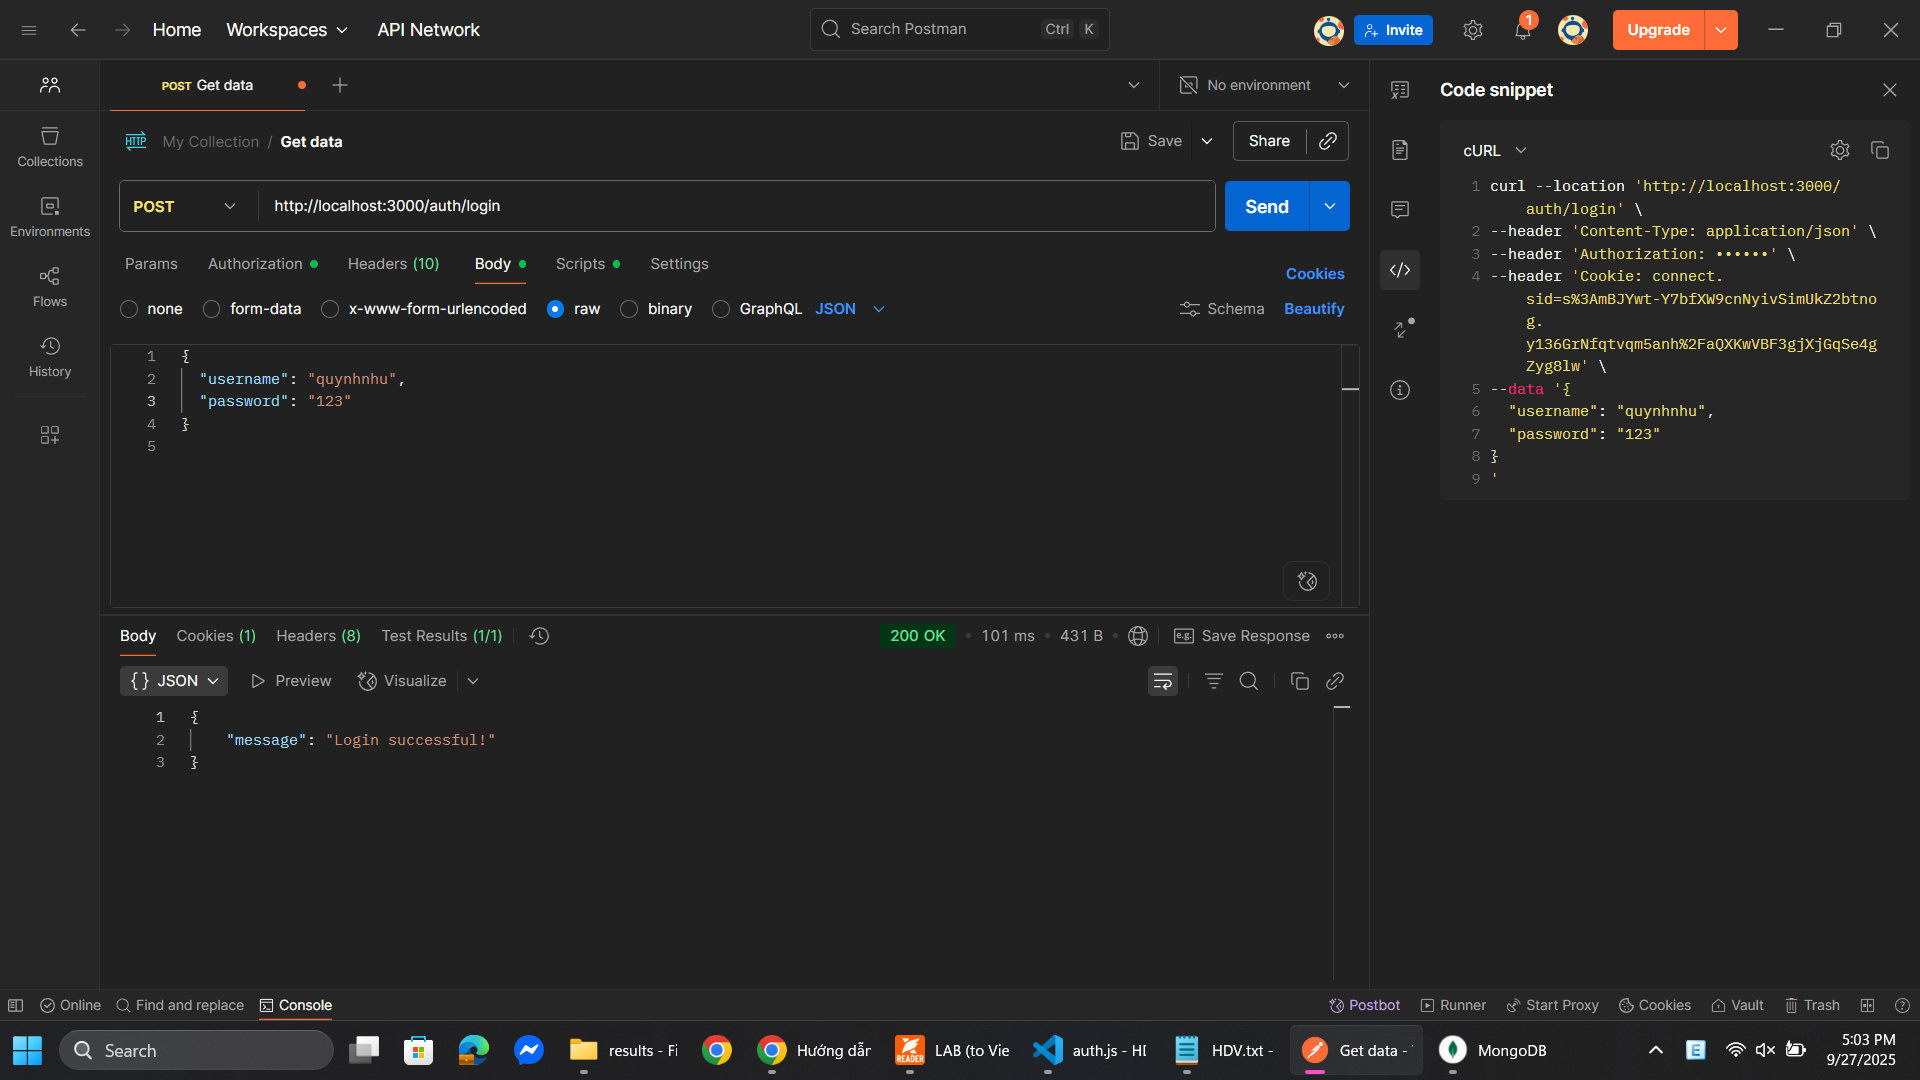 Home Workspaces API Network Search Postman Ctrl K Invite 1 Upgrade
POST Get data No environment Code snippet
HTTP My Collection / Get data Save Share
POST http://localhost:3000/auth/login Send
Params Authorization Headers (10) Body Scripts Settings Cookies
none form-data x-www-form-urlencoded raw binary GraphQL JSON Schema Beautify
1 {
2 "username": "quynhnhu",
3 "password": "123"
4 }
5
Collections
Environments
Flows
History
cURL
1 curl --location 'http://localhost:3000/
auth/login' \
2 --header 'Content-Type: application/json' \
3 --header 'Authorization: ••••••' \
4 --header 'Cookie: connect.
sid=s%3AmBJYwt-Y7bfXW9cnNyivSimUkZ2btno
g.
y136GrNfqtvqm5anh%2FaQXKwVBF3gjXjGqSe4g
Zyg8lw' \
5 --data '{
6 "username": "quynhnhu",
7 "password": "123"
8 }
9 '
Body Cookies (1) Headers (8) Test Results (1/1) 200 OK • 101 ms • 431 B • e.g. Save Response
{} JSON Preview Visualize
1 {
2 "message": "Login successful!"
3 }
Online Find and replace Console Postbot Runner Start Proxy Cookies Vault Trash
Search results - Fi Hướng dẫn READER LAB (to Vie auth.js - HI HDV.txt - Get data - MongoDB E 5:03 PM
9/27/2025